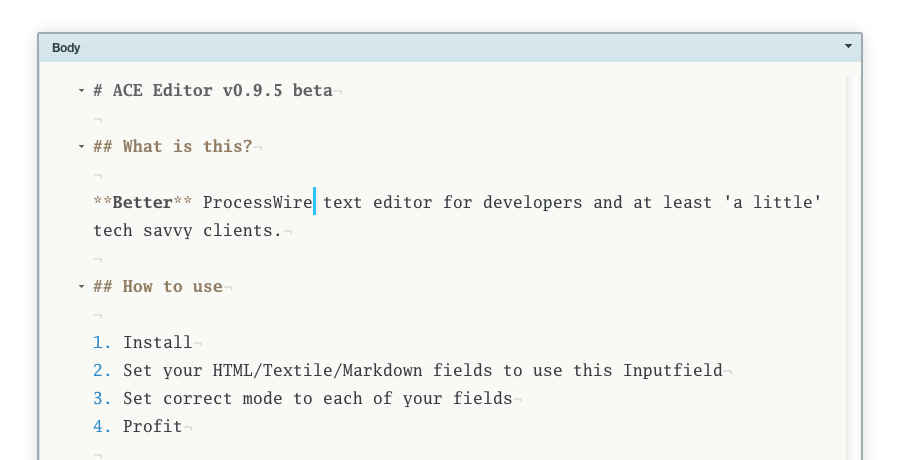 Body
# ACE Editor v0.9.5 beta¬
¬
## What is this?¬
¬
**Better** ProcessWire text editor for developers and at least 'a little'
tech savvy clients.¬
¬
## How to use¬
¬
1. Install¬
2. Set your HTML/Textile/Markdown fields to use this Inputfield¬
3. Set correct mode to each of your fields¬
4. Profit¬
¬